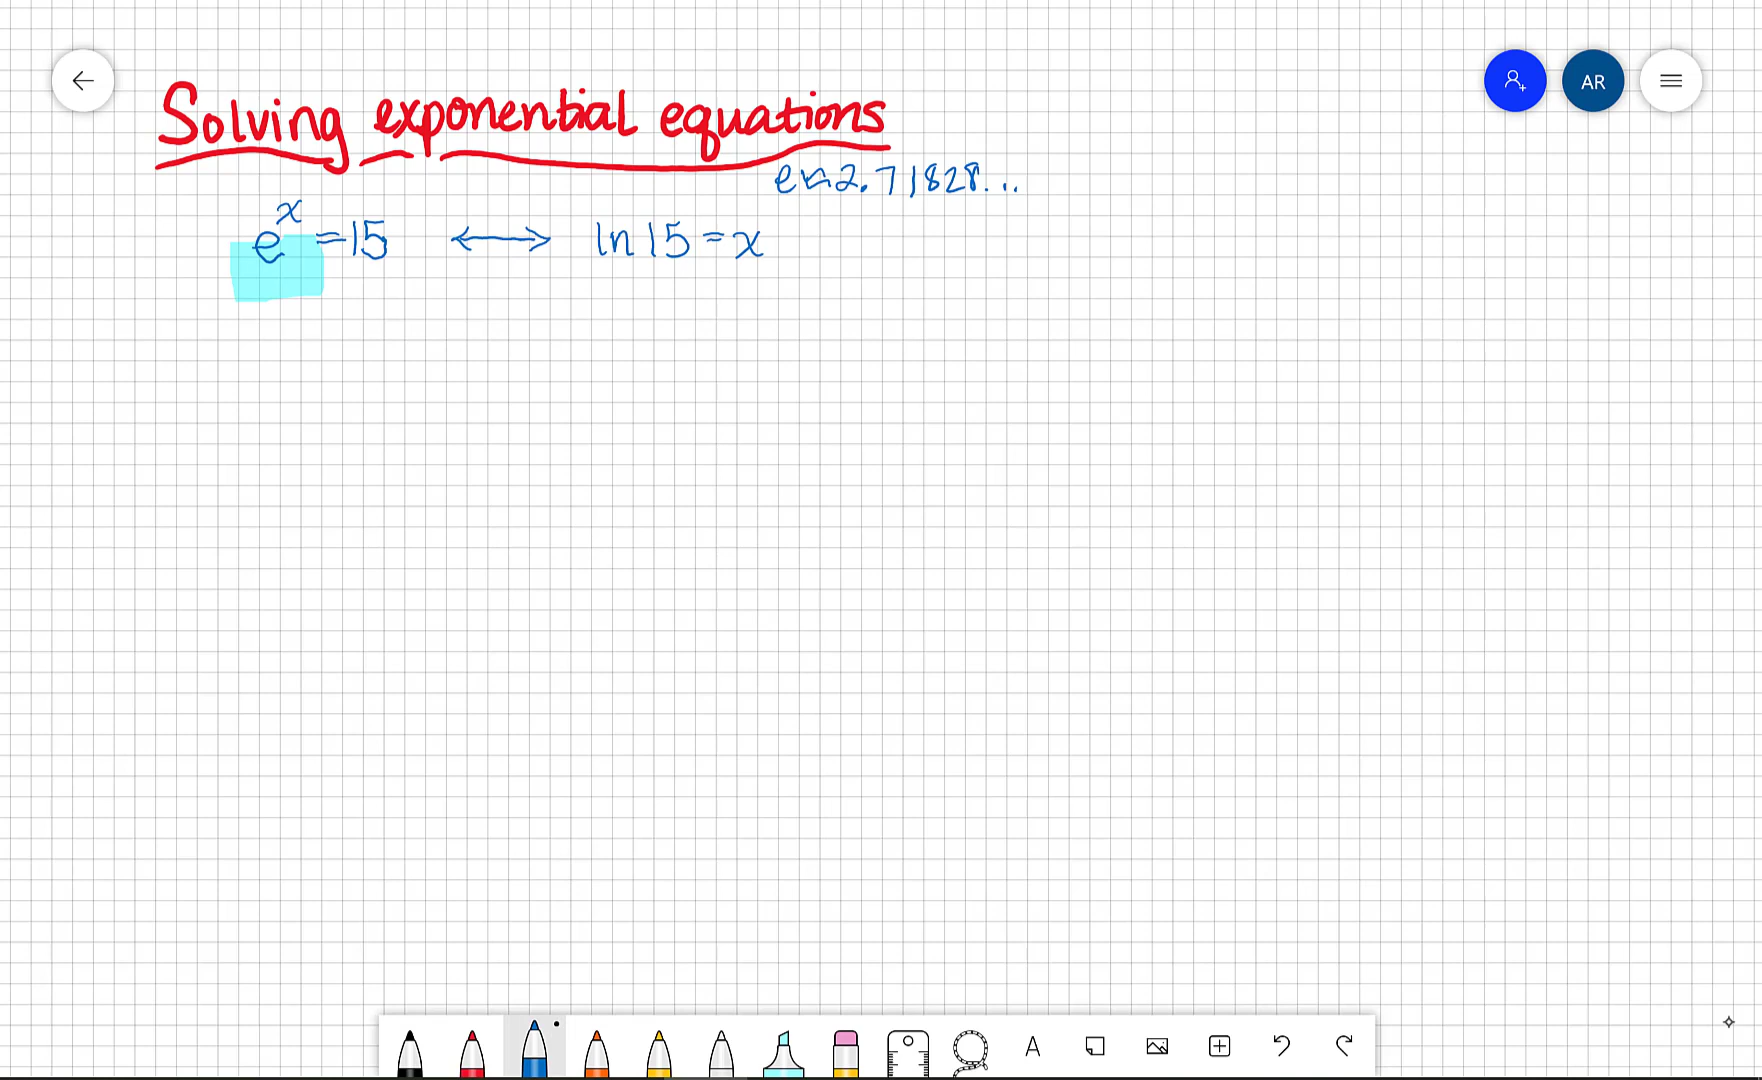 Solving exponential equations
e~2.71828...
e^x = 15 ↔ ln 15 = x
AR
A